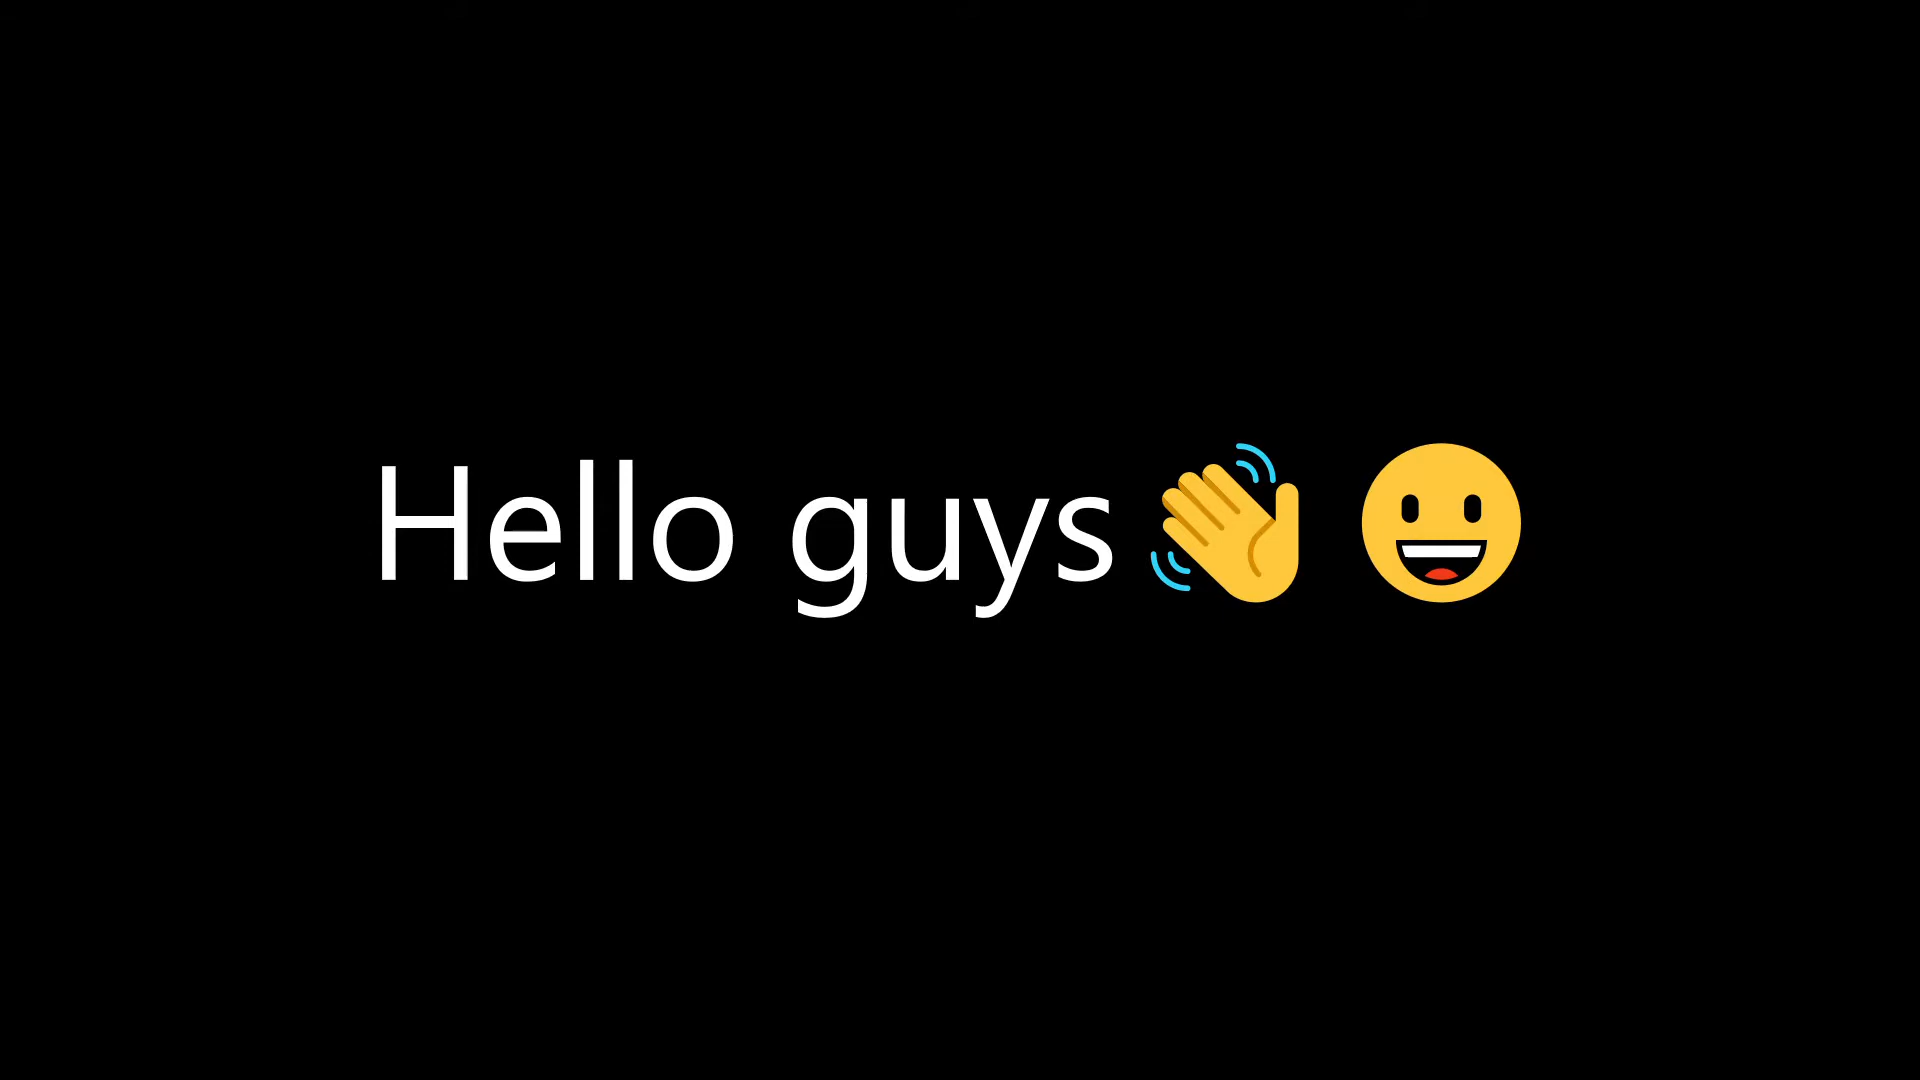 Hello guys 👋 😀